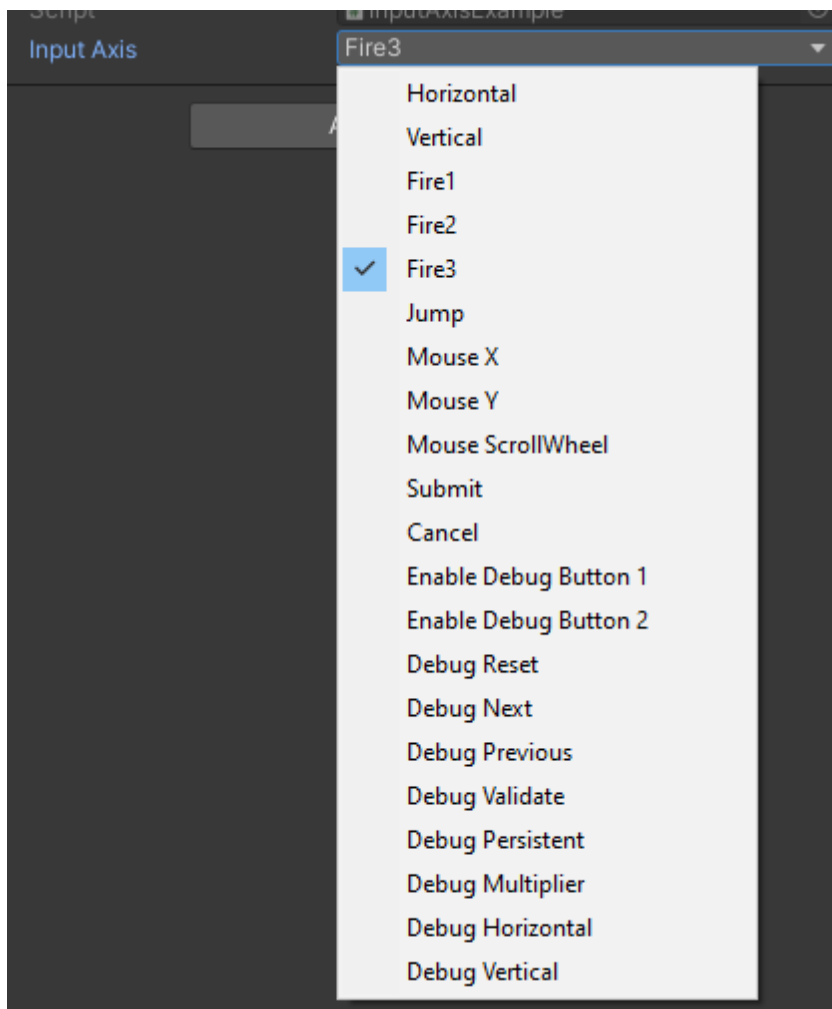 Script InputAxisExample
Input Axis Fire3
Horizontal
Vertical
Fire1
Fire2
Fire3
Jump
Mouse X
Mouse Y
Mouse ScrollWheel
Submit
Cancel
Enable Debug Button 1
Enable Debug Button 2
Debug Reset
Debug Next
Debug Previous
Debug Validate
Debug Persistent
Debug Multiplier
Debug Horizontal
Debug Vertical